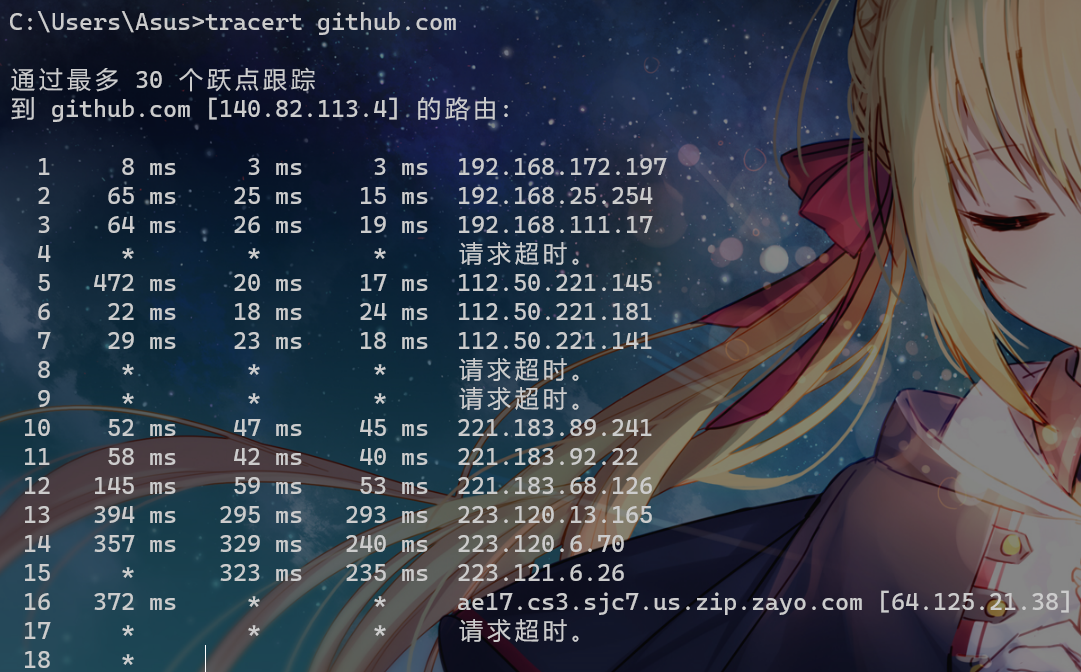 C:\Users\Asus>tracert github.com
通过最多 30 个跃点跟踪
到 github.com [140.82.113.4] 的路由:
1 8 ms 3 ms 3 ms 192.168.172.197
2 65 ms 25 ms 15 ms 192.168.25.254
3 64 ms 26 ms 19 ms 192.168.111.17
4 * * * 请求超时。
5 472 ms 20 ms 17 ms 112.50.221.145
6 22 ms 18 ms 24 ms 112.50.221.181
7 29 ms 23 ms 18 ms 112.50.221.141
8 * * * 请求超时。
9 * * * 请求超时。
10 52 ms 47 ms 45 ms 221.183.89.241
11 58 ms 42 ms 40 ms 221.183.92.22
12 145 ms 59 ms 53 ms 221.183.68.126
13 394 ms 295 ms 293 ms 223.120.13.165
14 357 ms 329 ms 240 ms 223.120.6.70
15 * 323 ms 235 ms 223.121.6.26
16 372 ms * * ae17.cs3.sjc7.us.zip.zayo.com [64.125.21.38]
17 * * * 请求超时。
18 *